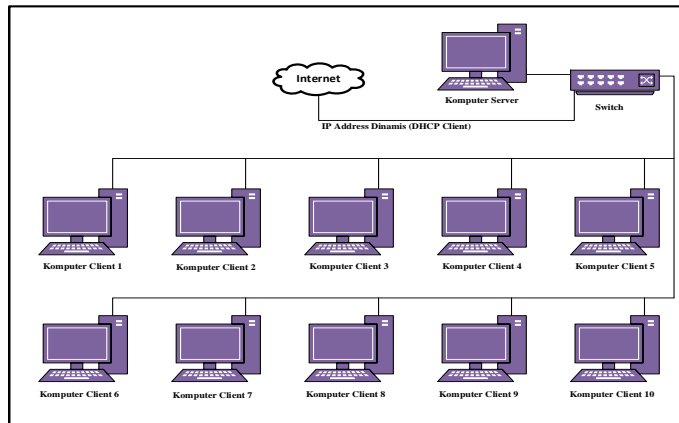 Internet
Komputer Server
Switch
IP Address Dinamis (DHCP Client)
Komputer Client 1
Komputer Client 2
Komputer Client 3
Komputer Client 4
Komputer Client 5
Komputer Client 6
Komputer Client 7
Komputer Client 8
Komputer Client 9
Komputer Client 10